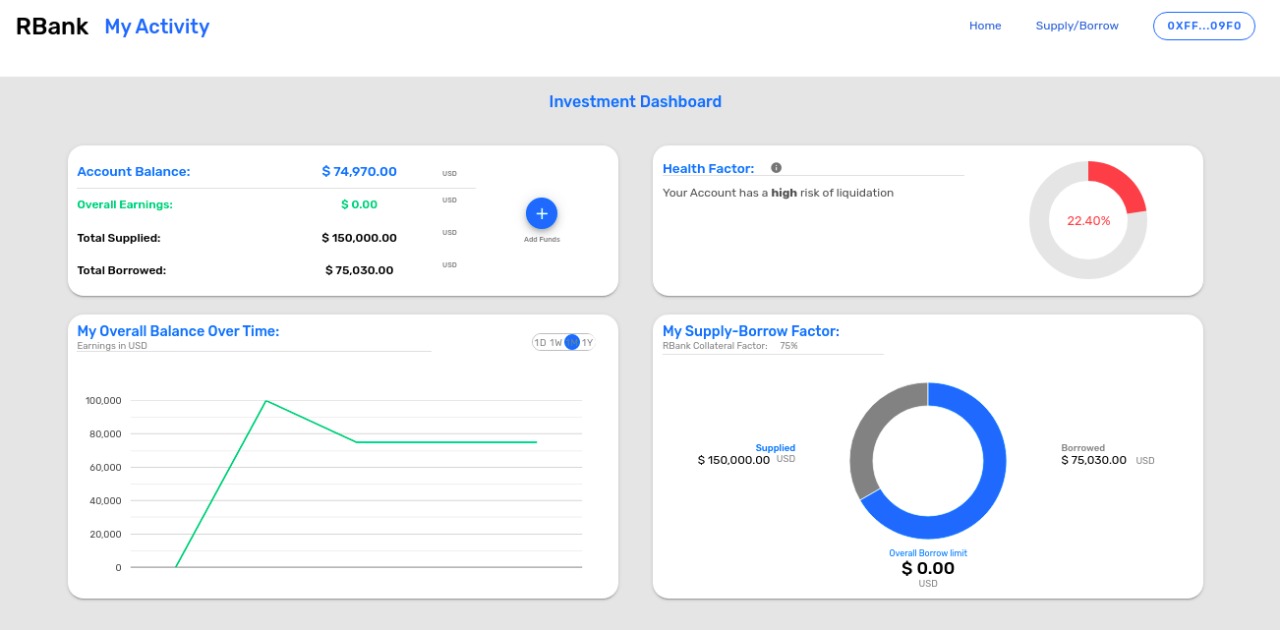 RBank My Activity Home Supply/Borrow 0XFF...09F0
Investment Dashboard
Account Balance: $ 74,970.00 USD
Overall Earnings: $ 0.00 USD
Total Supplied: $ 150,000.00 USD
Total Borrowed: $ 75,030.00 USD
+
Add Funds
Health Factor:
Your Account has a high risk of liquidation
22.40%
My Overall Balance Over Time:
Earnings in USD
1D 1W 1Y
100,000
80,000
60,000
40,000
20,000
0
My Supply-Borrow Factor:
RBank Collateral Factor: 75%
Supplied
$ 150,000.00 USD
Borrowed
$ 75,030.00 USD
Overall Borrow limit
$ 0.00
USD